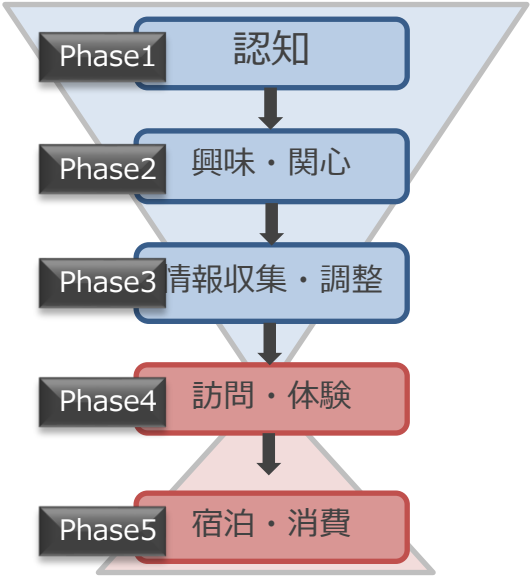 Phase1
認知
Phase2
興味・関心
Phase3
情報収集・調整
Phase4
訪問・体験
Phase5
宿泊・消費